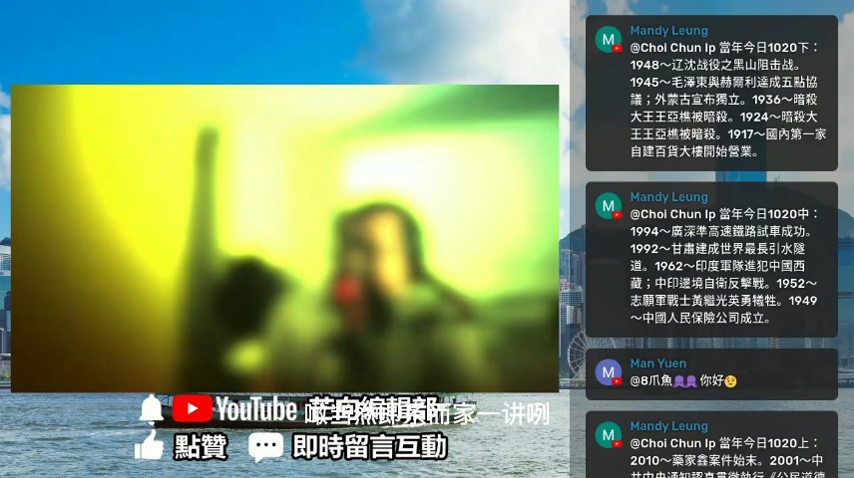 Mandy Leung
@Choi Chun Ip 當年今日1020下：
1948～辽沈战役之黑山阻击战。
1945～毛澤東與赫爾利達成五點協
議；外蒙古宣布獨立。1936～暗殺
大王王亞樵被暗殺。1924～暗殺大
王王亞樵被暗殺。1917～國內第一家
自建百貨大樓開始營業。
Mandy Leung
@Choi Chun Ip 當年今日1020中：
1994～廣深準高速鐵路試車成功。
1992～甘肅建成世界最長引水隧
道。1962～印度軍隊進犯中國西
藏；中印邊境自衛反擊戰。1952～
志願軍戰士黃繼光英勇犧牲。1949
～中國人民保險公司成立。
Man Yuen
@8爪魚 你好
Mandy Leung
@Choi Chun Ip 當年今日1020上：
2010～藥家鑫案件始末。2001～中
YouTube
而家一讲咧
點贊 即時留言互動